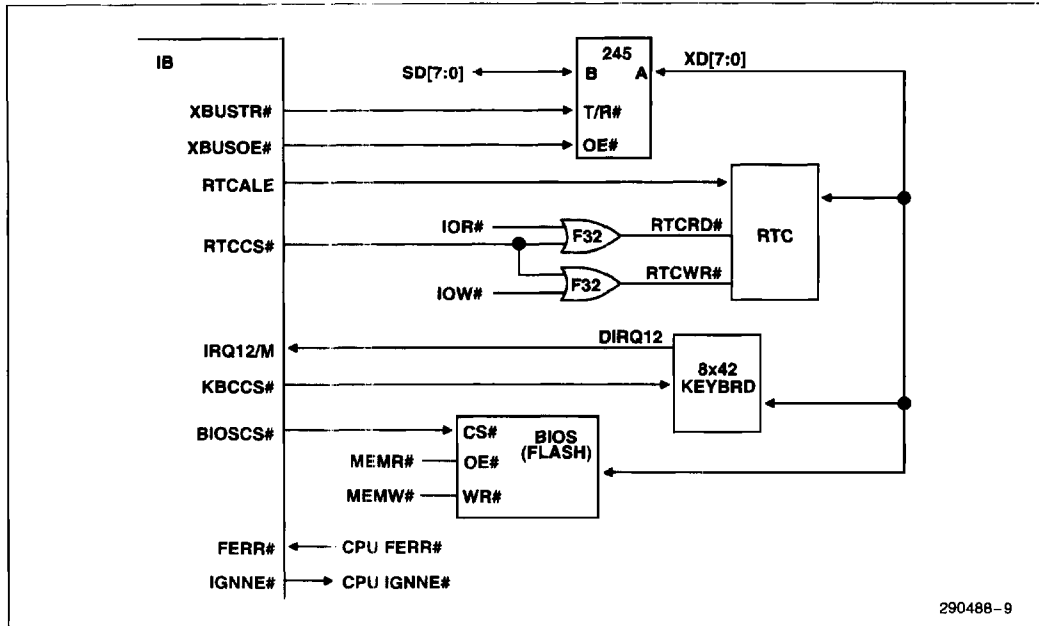 IB
245
SD[7:0]
B A
XD[7:0]
XBUSTR#
T/R#
XBUSOE#
OE#
RTCALE
RTC
IOR#
F32
RTCRD#
RTCCS#
F32
RTCWR#
IOW#
DIRQ12
IRQ12/M
8x42
KEYBRD
KBCCS#
BIOSCS#
CS#
BIOS
(FLASH)
MEMR#
OE#
MEMW#
WR#
FERR#
CPU FERR#
IGNNE#
CPU IGNNE#
290488-9